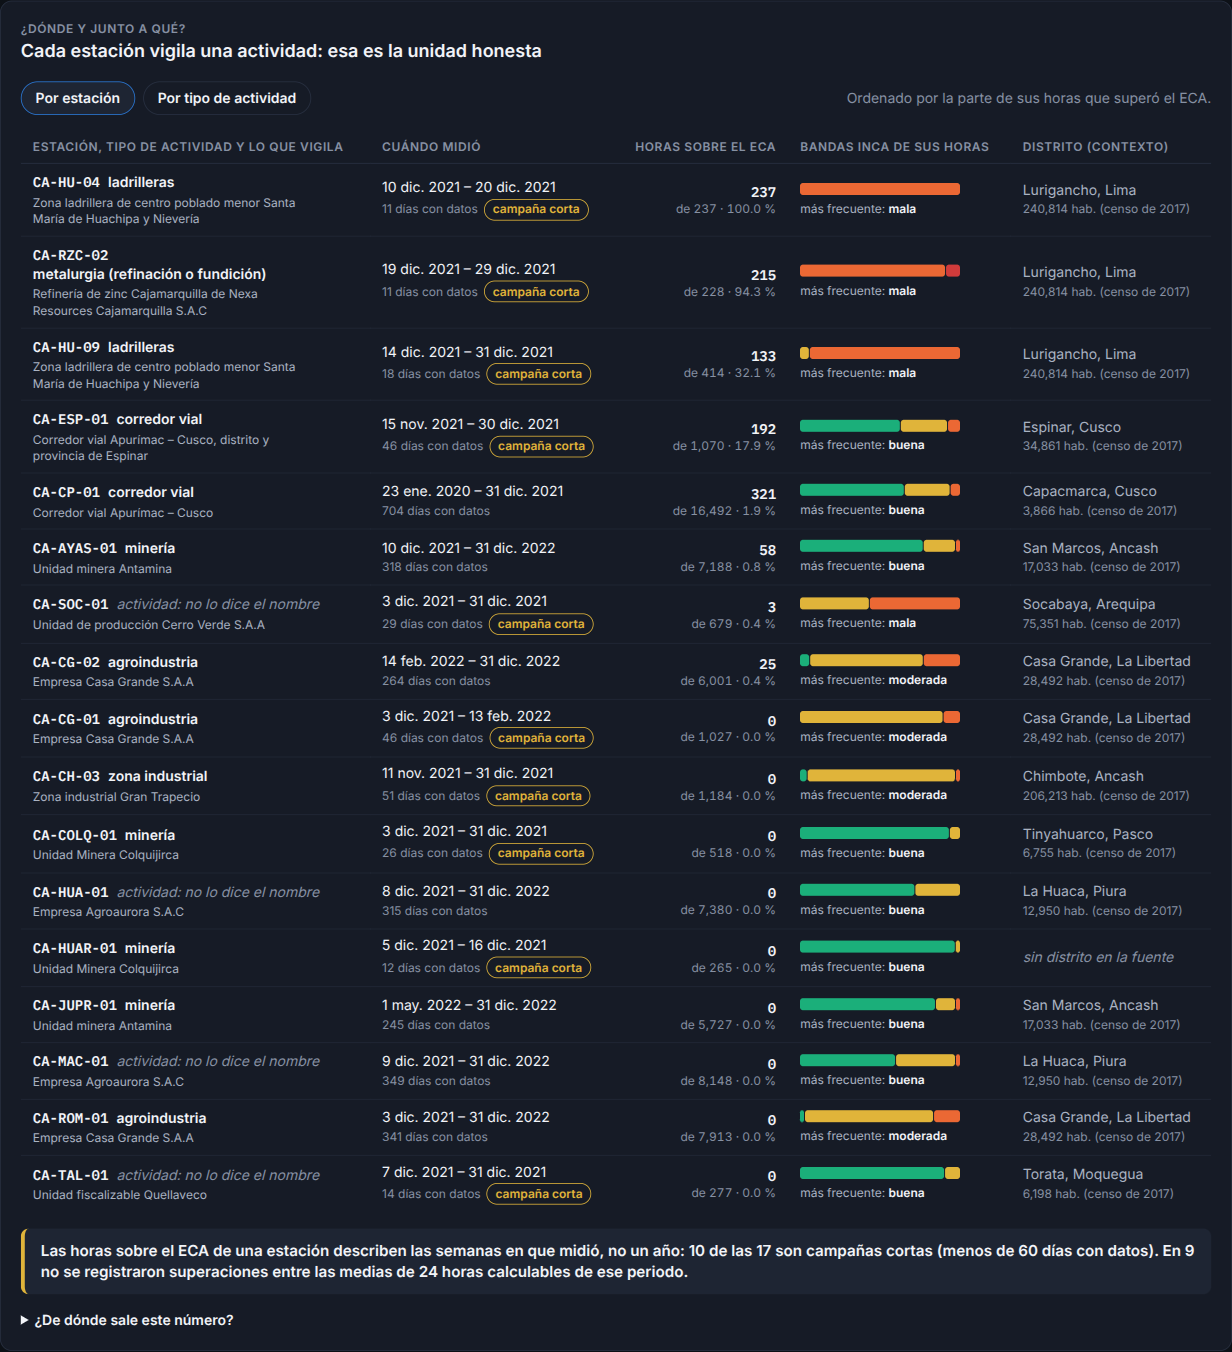 ¿DÓNDE Y JUNTO A QUÉ?
Cada estación vigila una actividad: esa es la unidad honesta
Por estación
Por tipo de actividad
Ordenado por la parte de sus horas que superó el ECA.
ESTACIÓN, TIPO DE ACTIVIDAD Y LO QUE VIGILA
CUÁNDO MIDIÓ
HORAS SOBRE EL ECA
BANDAS INCA DE SUS HORAS
DISTRITO (CONTEXTO)
CA-HU-04 ladrilleras
Zona ladrillera de centro poblado menor Santa
María de Huachipa y Nievería
10 dic. 2021 – 20 dic. 2021
11 días con datos campaña corta
237
de 237 · 100.0 %
más frecuente: mala
Lurigancho, Lima
240,814 hab. (censo de 2017)
CA-RZC-02
metalurgia (refinación o fundición)
Refinería de zinc Cajamarquilla de Nexa
Resources Cajamarquilla S.A.C
19 dic. 2021 – 29 dic. 2021
11 días con datos campaña corta
215
de 228 · 94.3 %
más frecuente: mala
Lurigancho, Lima
240,814 hab. (censo de 2017)
CA-HU-09 ladrilleras
Zona ladrillera de centro poblado menor Santa
María de Huachipa y Nievería
14 dic. 2021 – 31 dic. 2021
18 días con datos campaña corta
133
de 414 · 32.1 %
más frecuente: mala
Lurigancho, Lima
240,814 hab. (censo de 2017)
CA-ESP-01 corredor vial
Corredor vial Apurímac – Cusco, distrito y
provincia de Espinar
15 nov. 2021 – 30 dic. 2021
46 días con datos campaña corta
192
de 1,070 · 17.9 %
más frecuente: buena
Espinar, Cusco
34,861 hab. (censo de 2017)
CA-CP-01 corredor vial
Corredor vial Apurímac – Cusco
23 ene. 2020 – 31 dic. 2021
704 días con datos
321
de 16,492 · 1.9 %
más frecuente: buena
Capacmarca, Cusco
3,866 hab. (censo de 2017)
CA-AYAS-01 minería
Unidad minera Antamina
10 dic. 2021 – 31 dic. 2022
318 días con datos
58
de 7,188 · 0.8 %
más frecuente: buena
San Marcos, Ancash
17,033 hab. (censo de 2017)
CA-SOC-01 actividad: no lo dice el nombre
Unidad de producción Cerro Verde S.A.A
3 dic. 2021 – 31 dic. 2021
29 días con datos campaña corta
3
de 679 · 0.4 %
más frecuente: mala
Socabaya, Arequipa
75,351 hab. (censo de 2017)
CA-CG-02 agroindustria
Empresa Casa Grande S.A.A
14 feb. 2022 – 31 dic. 2022
264 días con datos
25
de 6,001 · 0.4 %
más frecuente: moderada
Casa Grande, La Libertad
28,492 hab. (censo de 2017)
CA-CG-01 agroindustria
Empresa Casa Grande S.A.A
3 dic. 2021 – 13 feb. 2022
46 días con datos campaña corta
0
de 1,027 · 0.0 %
más frecuente: moderada
Casa Grande, La Libertad
28,492 hab. (censo de 2017)
CA-CH-03 zona industrial
Zona industrial Gran Trapecio
11 nov. 2021 – 31 dic. 2021
51 días con datos campaña corta
0
de 1,184 · 0.0 %
más frecuente: moderada
Chimbote, Ancash
206,213 hab. (censo de 2017)
CA-COLQ-01 minería
Unidad Minera Colquijirca
3 dic. 2021 – 31 dic. 2021
26 días con datos campaña corta
0
de 518 · 0.0 %
más frecuente: buena
Tinyahuarco, Pasco
6,755 hab. (censo de 2017)
CA-HUA-01 actividad: no lo dice el nombre
Empresa Agroaurora S.A.C
8 dic. 2021 – 31 dic. 2022
315 días con datos
0
de 7,380 · 0.0 %
más frecuente: buena
La Huaca, Piura
12,950 hab. (censo de 2017)
CA-HUAR-01 minería
Unidad Minera Colquijirca
5 dic. 2021 – 16 dic. 2021
12 días con datos campaña corta
0
de 265 · 0.0 %
más frecuente: buena
sin distrito en la fuente
CA-JUPR-01 minería
Unidad minera Antamina
1 may. 2022 – 31 dic. 2022
245 días con datos
0
de 5,727 · 0.0 %
más frecuente: buena
San Marcos, Ancash
17,033 hab. (censo de 2017)
CA-MAC-01 actividad: no lo dice el nombre
Empresa Agroaurora S.A.C
9 dic. 2021 – 31 dic. 2022
349 días con datos
0
de 8,148 · 0.0 %
más frecuente: buena
La Huaca, Piura
12,950 hab. (censo de 2017)
CA-ROM-01 agroindustria
Empresa Casa Grande S.A.A
3 dic. 2021 – 31 dic. 2022
341 días con datos
0
de 7,913 · 0.0 %
más frecuente: moderada
Casa Grande, La Libertad
28,492 hab. (censo de 2017)
CA-TAL-01 actividad: no lo dice el nombre
Unidad fiscalizable Quellaveco
7 dic. 2021 – 31 dic. 2021
14 días con datos campaña corta
0
de 277 · 0.0 %
más frecuente: buena
Torata, Moquegua
6,198 hab. (censo de 2017)
Las horas sobre el ECA de una estación describen las semanas en que midió, no un año: 10 de las 17 son campañas cortas (menos de 60 días con datos). En 9
no se registraron superaciones entre las medias de 24 horas calculables de ese periodo.
▶ ¿De dónde sale este número?